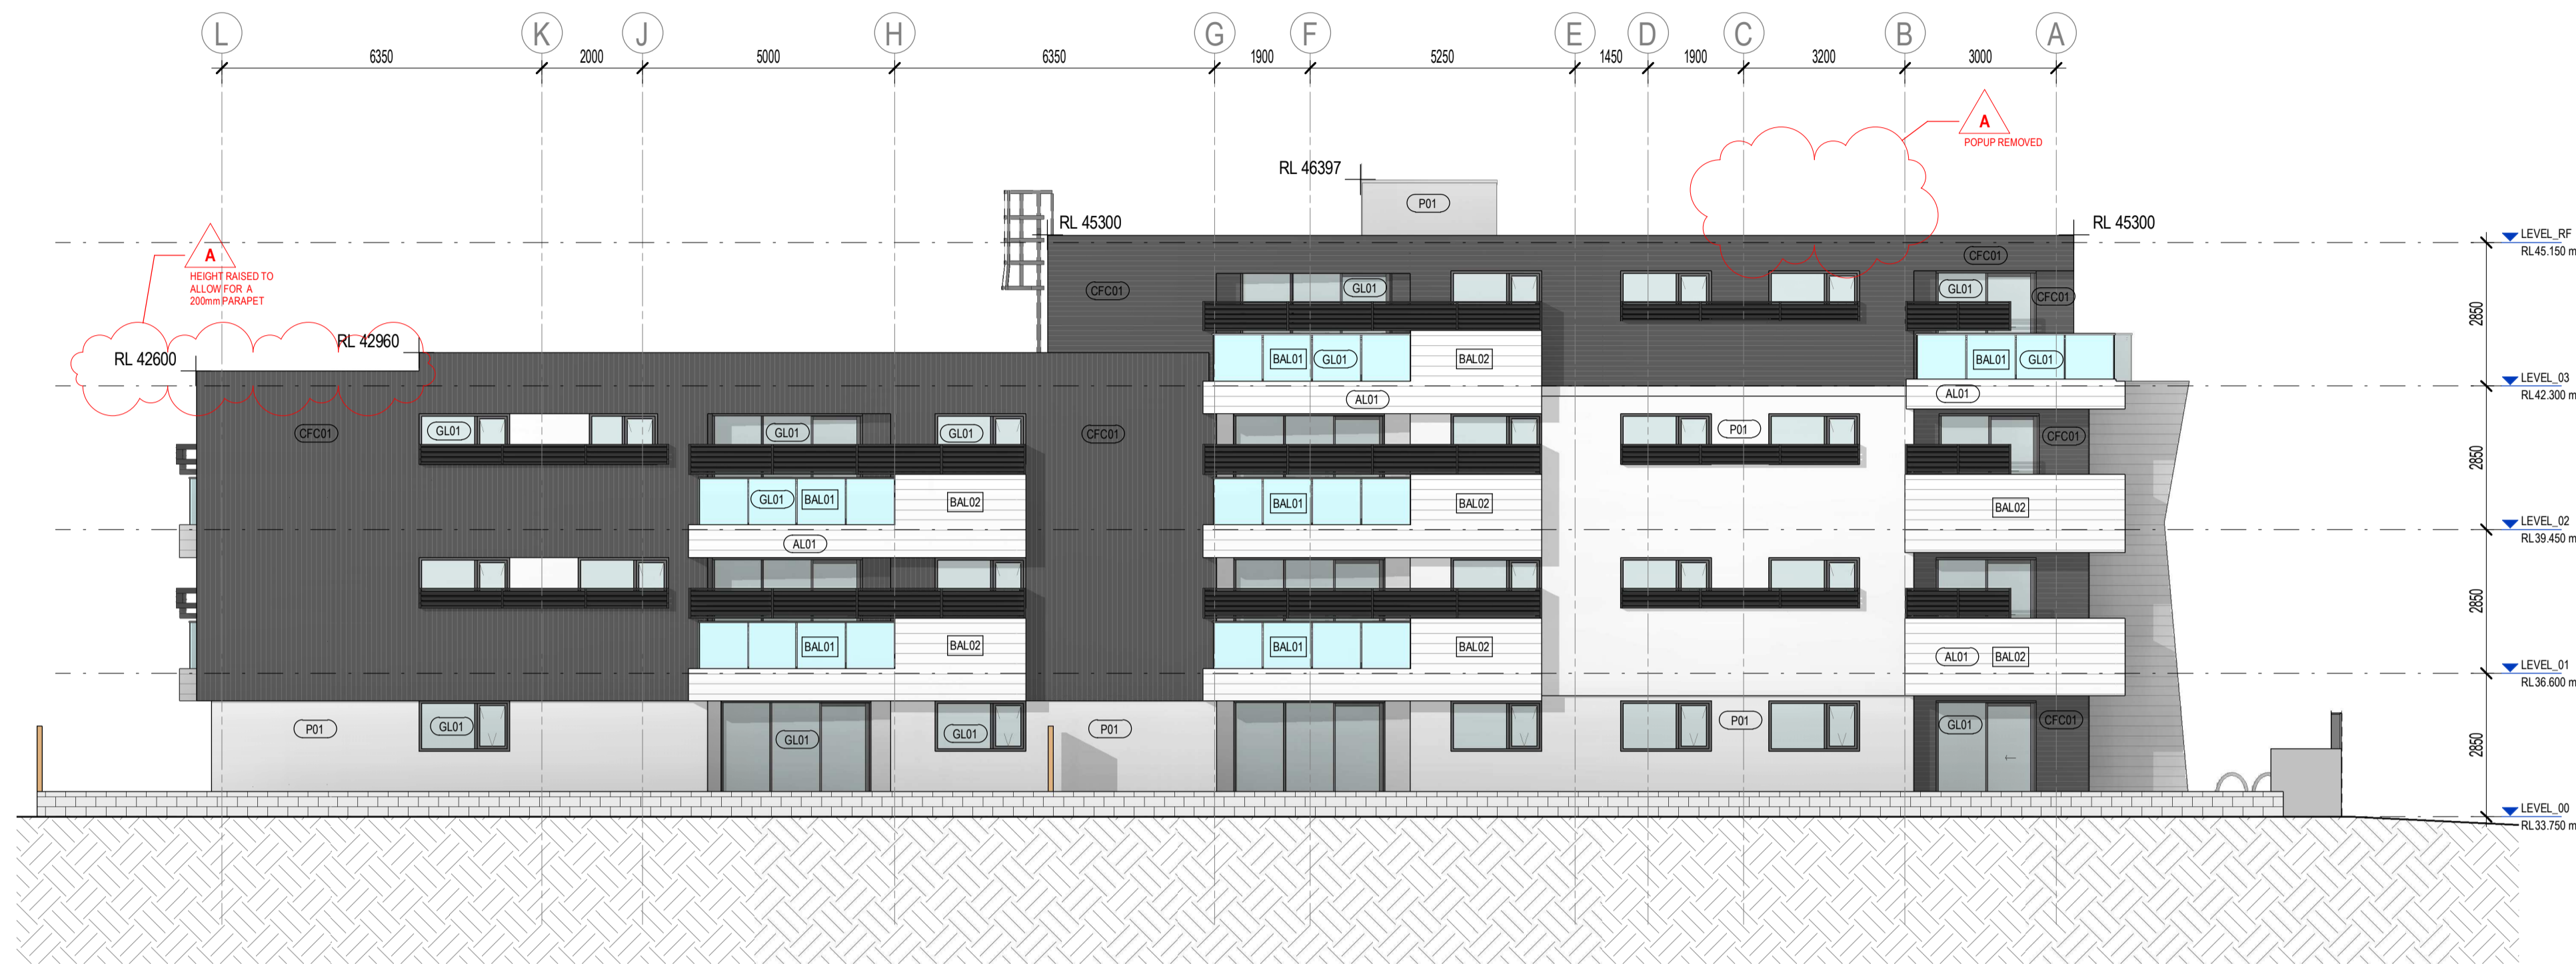 L K J H G F E D C B A
6350 2000 5000 6350 1900 5250 1450 1900 3200 3000
A
POPUP REMOVED
RL 46397
P01
RL 45300
RL 45300
LEVEL_RF
RL45.150 m
A
HEIGHT RAISED TO
ALLOW FOR A
200mm PARAPET
CFC01
CFC01
GL01
GL01
CFC01
2850
RL 42960
RL 42600
BAL01 GL01 BAL02
BAL01 GL01
LEVEL_03
RL42.300 m
AL01
AL01
CFC01
GL01
GL01
GL01
CFC01
P01
CFC01
2850
GL01 BAL01 BAL02
BAL01 BAL02
BAL02
LEVEL_02
RL39.450 m
AL01
2850
BAL01 BAL02
BAL01 BAL02
AL01 BAL02
LEVEL_01
RL36.600 m
P01
GL01
GL01
GL01
P01
P01
GL01
CFC01
2850
LEVEL_00
RL33.750 m